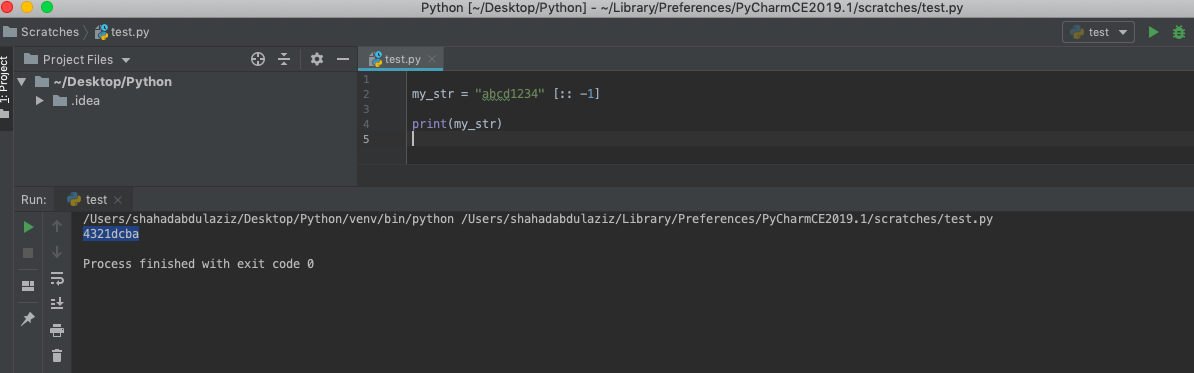 Python [~/Desktop/Python] - ~/Library/Preferences/PyCharmCE2019.1/scratches/test.py
Scratches test.py test
1: Project
Project Files test.py
~/Desktop/Python
.idea
1
2 my_str = "abcd1234" [:: -1]
3
4 print(my_str)
5
Run: test
/Users/shahadabdulaziz/Desktop/Python/venv/bin/python /Users/shahadabdulaziz/Library/Preferences/PyCharmCE2019.1/scratches/test.py
4321dcba
Process finished with exit code 0